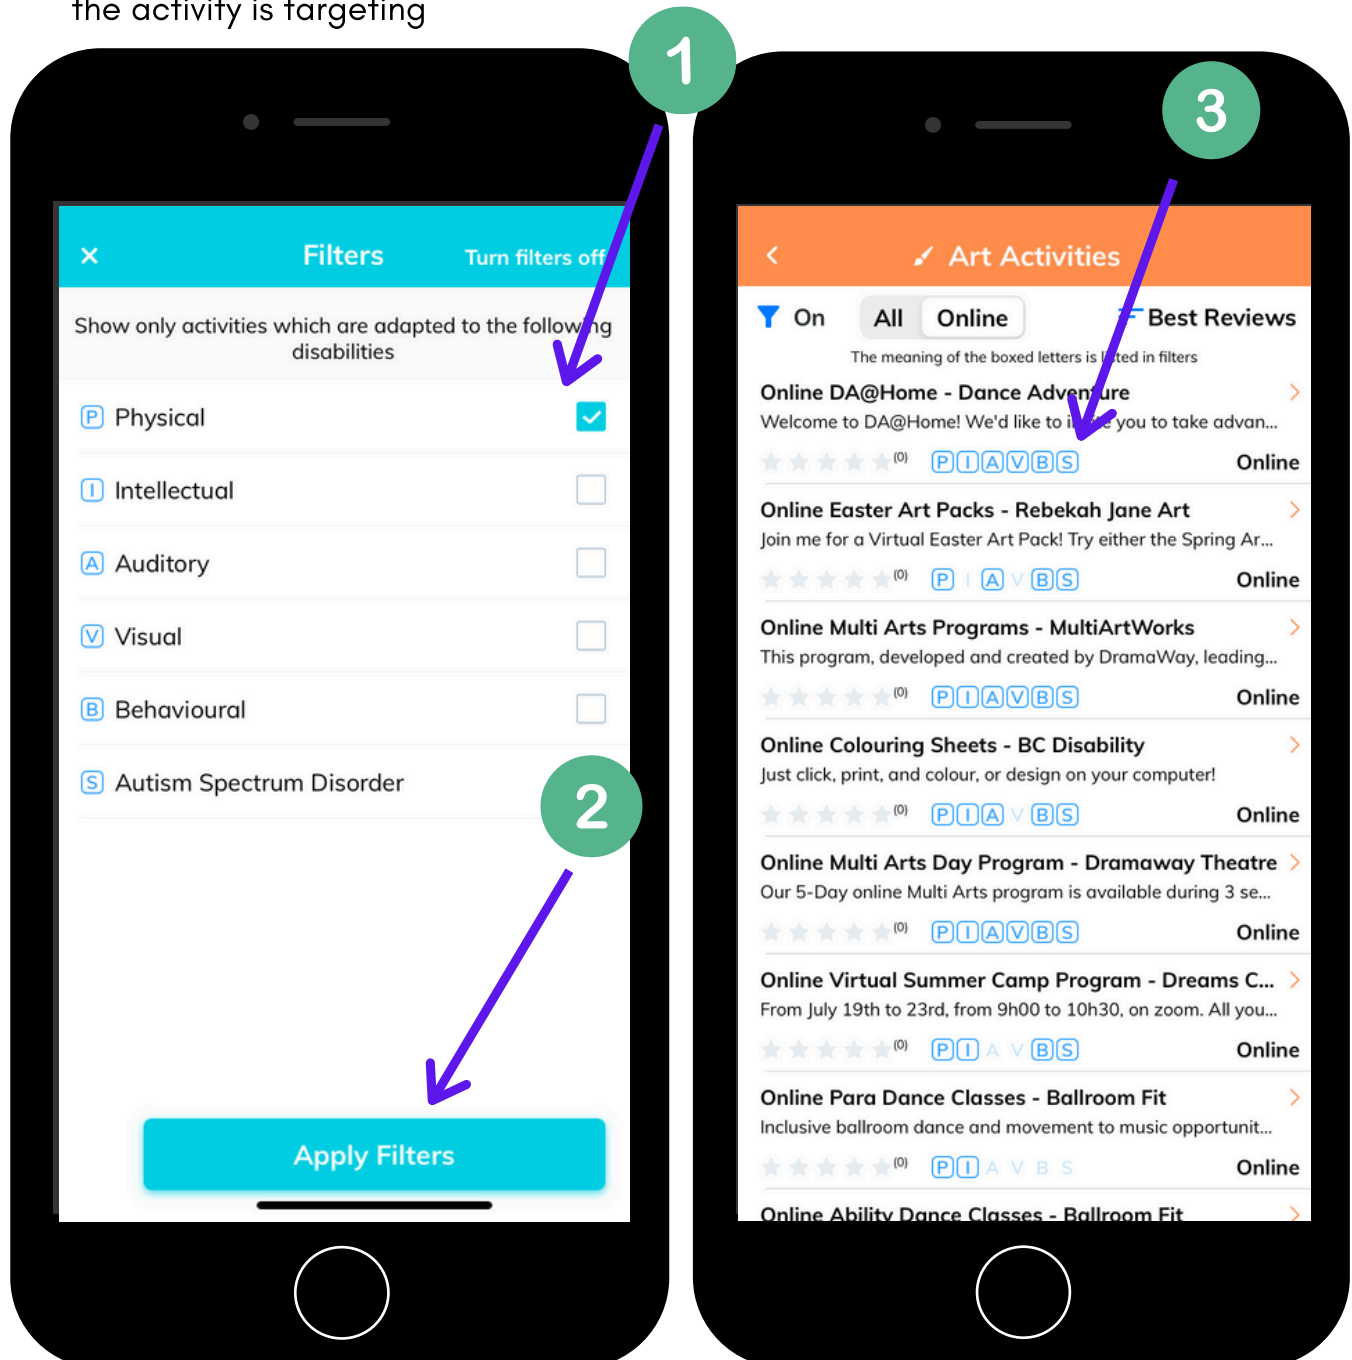 the activity is targeting
1
3
Filters
Turn filters off
Show only activities which are adapted to the following
disabilities
P Physical
I Intellectual
A Auditory
V Visual
B Behavioural
S Autism Spectrum Disorder
2
Apply Filters
Art Activities
On
All
Online
Best Reviews
The meaning of the boxed letters is listed in filters
Online DA@Home - Dance Adventure
Welcome to DA@Home! We'd like to invite you to take advan...
(0) P I A V B S Online
Online Easter Art Packs - Rebekah Jane Art
Join me for a Virtual Easter Art Pack! Try either the Spring Ar...
(0) P I A V B S Online
Online Multi Arts Programs - MultiArtWorks
This program, developed and created by DramaWay, leading...
(0) P I A V B S Online
Online Colouring Sheets - BC Disability
Just click, print, and colour, or design on your computer!
(0) P I A V B S Online
Online Multi Arts Day Program - Dramaway Theatre
Our 5-Day online Multi Arts program is available during 3 se...
(0) P I A V B S Online
Online Virtual Summer Camp Program - Dreams C...
From July 19th to 23rd, from 9h00 to 10h30, on zoom. All you...
(0) P I A V B S Online
Online Para Dance Classes - Ballroom Fit
Inclusive ballroom dance and movement to music opportunit...
(0) P I A V B S Online
Online Ability Dance Classes - Ballroom Fit